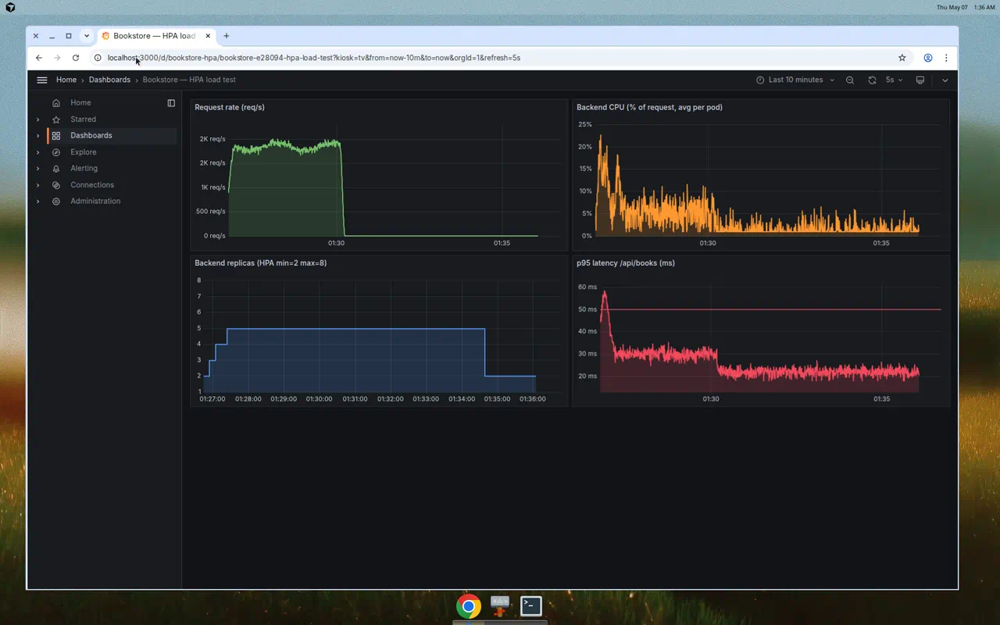 Thu May 07 1:36 AM
Bookstore — HPA load
localhost:3000/d/bookstore-hpa/bookstore-e28094-hpa-load-test?kiosk=tv&from=now-10m&to=now&orgId=1&refresh=5s
Home › Dashboards › Bookstore — HPA load test
Last 10 minutes
5s
Home
Starred
Dashboards
Explore
Alerting
Connections
Administration
Request rate (req/s)
2K req/s
2K req/s
1K req/s
500 req/s
0 req/s
01:30 01:35
Backend CPU (% of request, avg per pod)
25%
20%
15%
10%
5%
0%
01:30 01:35
Backend replicas (HPA min=2 max=8)
8
7
6
5
4
3
2
1
01:27:00 01:28:00 01:29:00 01:30:00 01:31:00 01:32:00 01:33:00 01:34:00 01:35:00 01:36:00
p95 latency /api/books (ms)
60 ms
50 ms
40 ms
30 ms
20 ms
01:30 01:35